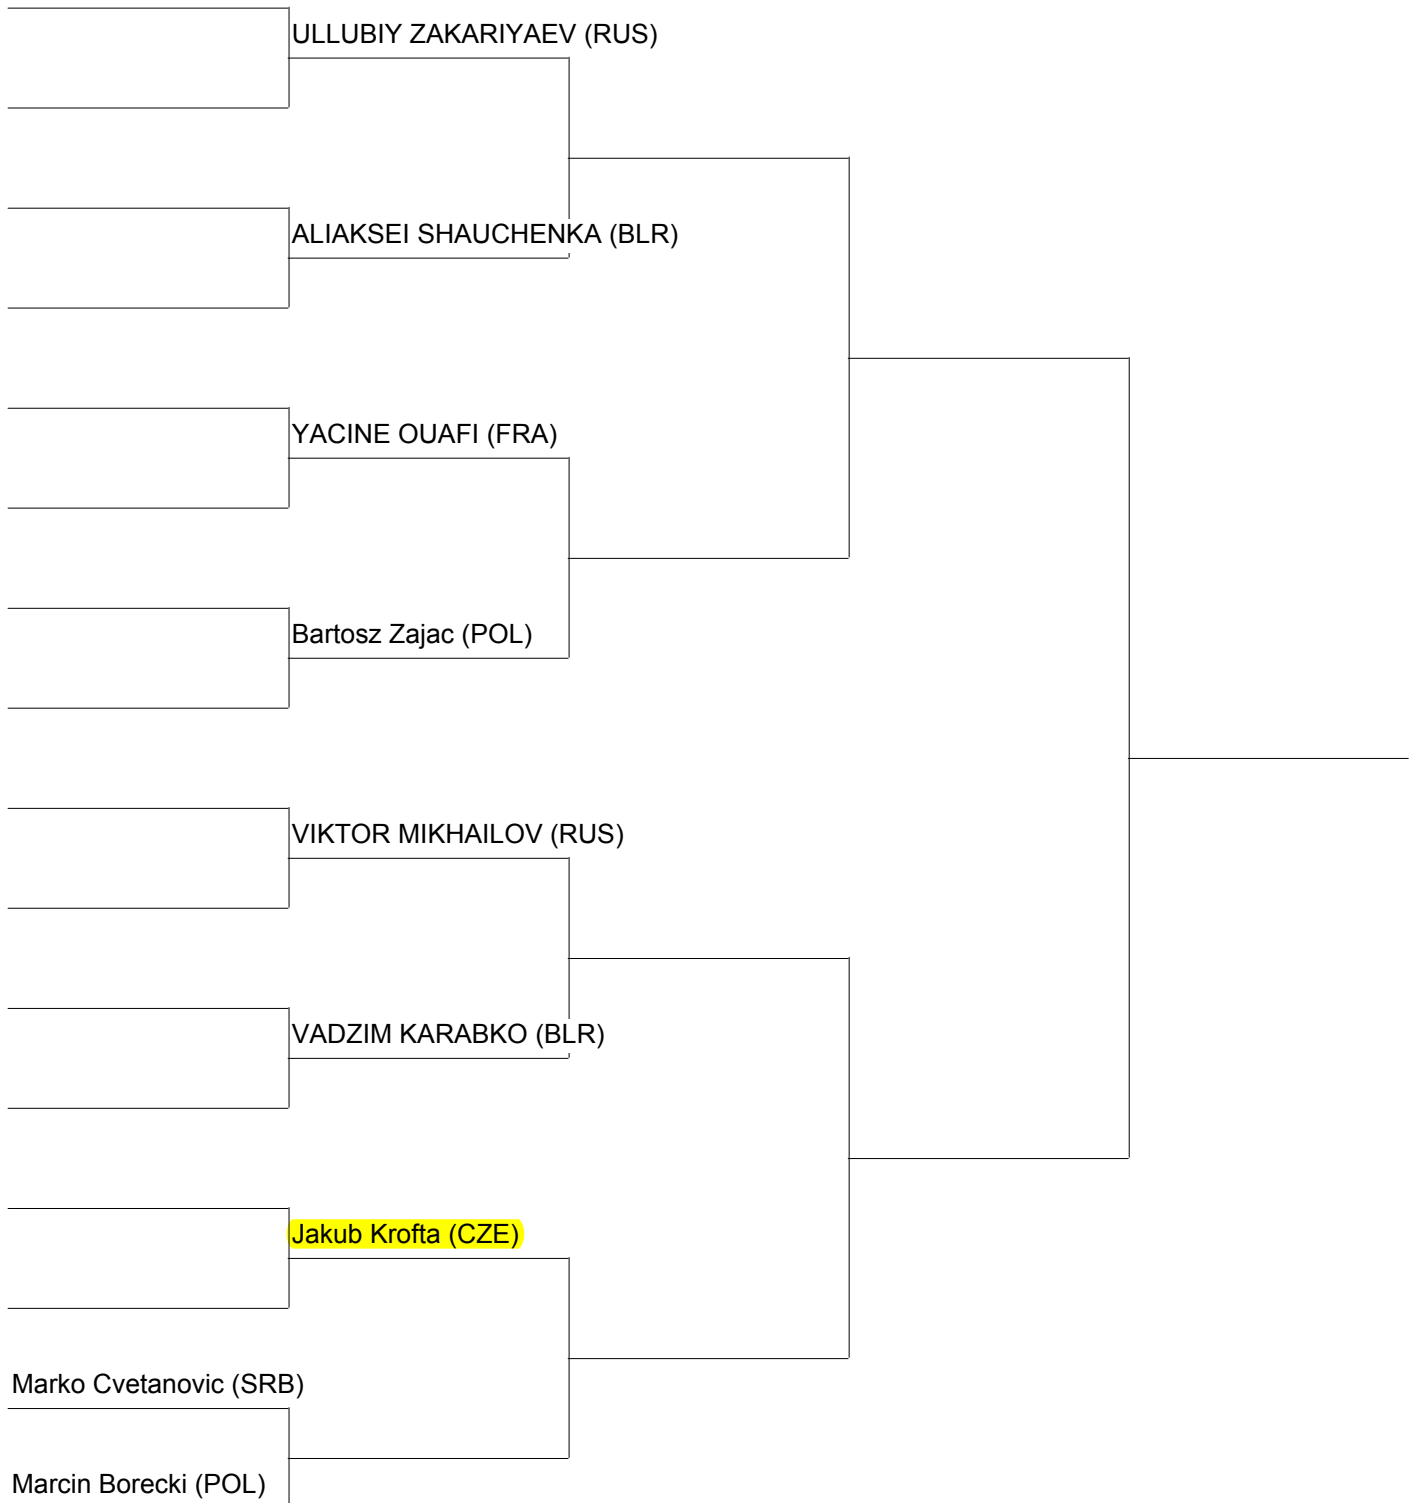 ULLUBIY ZAKARIYAEV (RUS)
ALIAKSEI SHAUCHENKA (BLR)
YACINE OUAFI (FRA)
Bartosz Zajac (POL)
VIKTOR MIKHAILOV (RUS)
VADZIM KARABKO (BLR)
Jakub Krofta (CZE)
Marko Cvetanovic (SRB)
Marcin Borecki (POL)